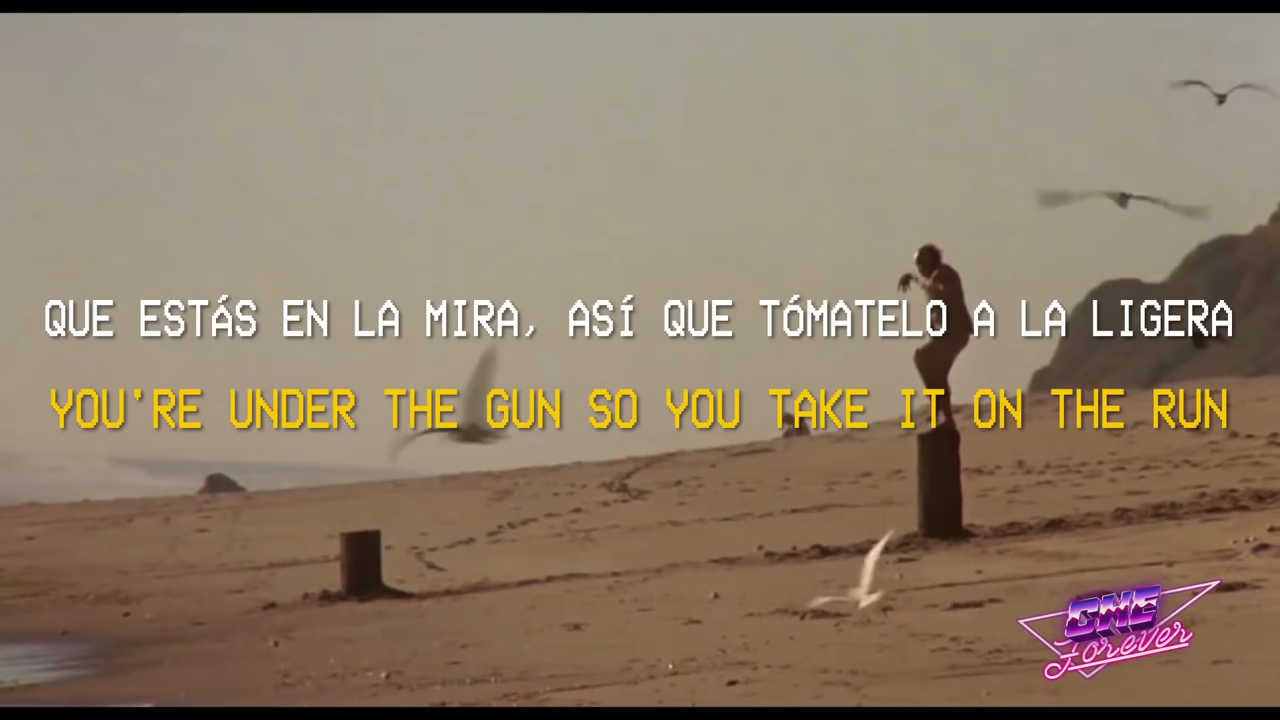 QUE ESTÁS EN LA MIRA, ASÍ QUE TÓMATELO A LA LIGERA
YOU'RE UNDER THE GUN SO YOU TAKE IT ON THE RUN
GNE
Forever